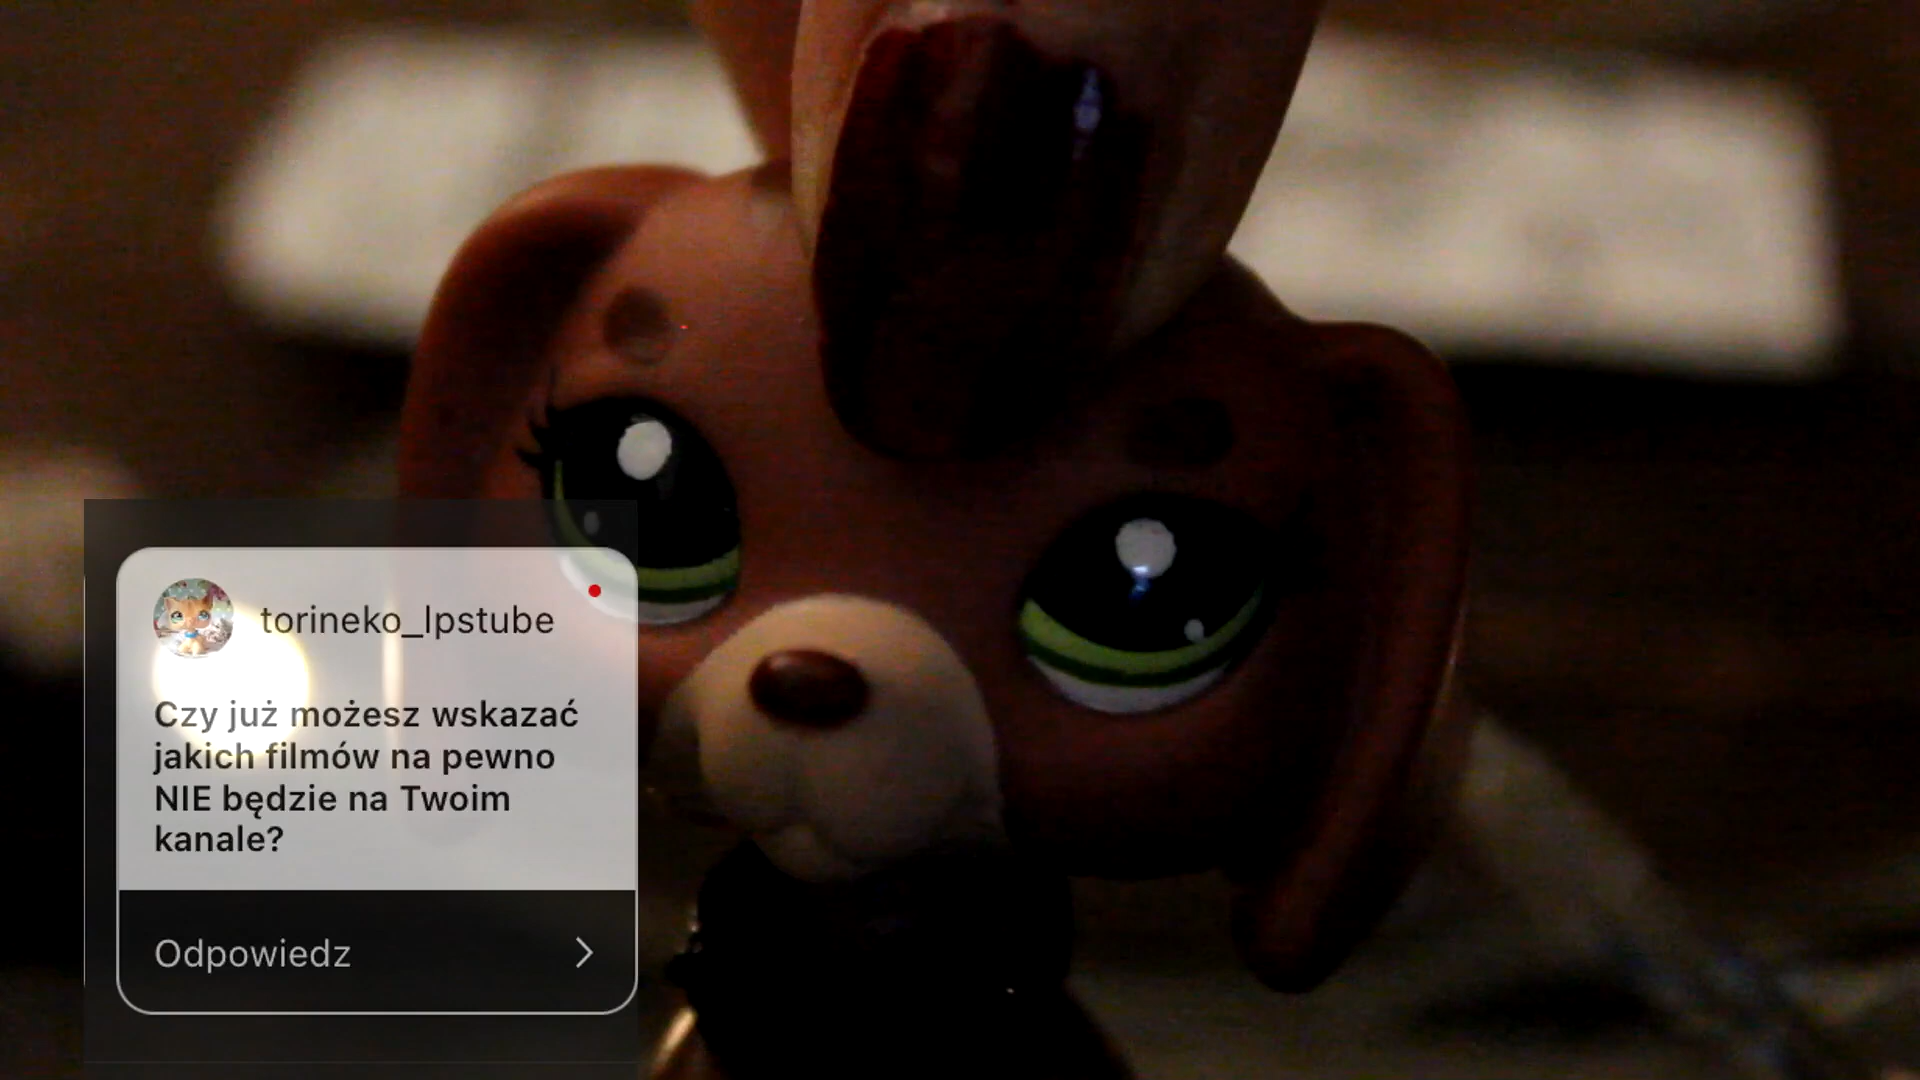 torineko_lpstube
Czy już możesz wskazać
jakich filmów na pewno
NIE będzie na Twoim
kanale?
Odpowiedz